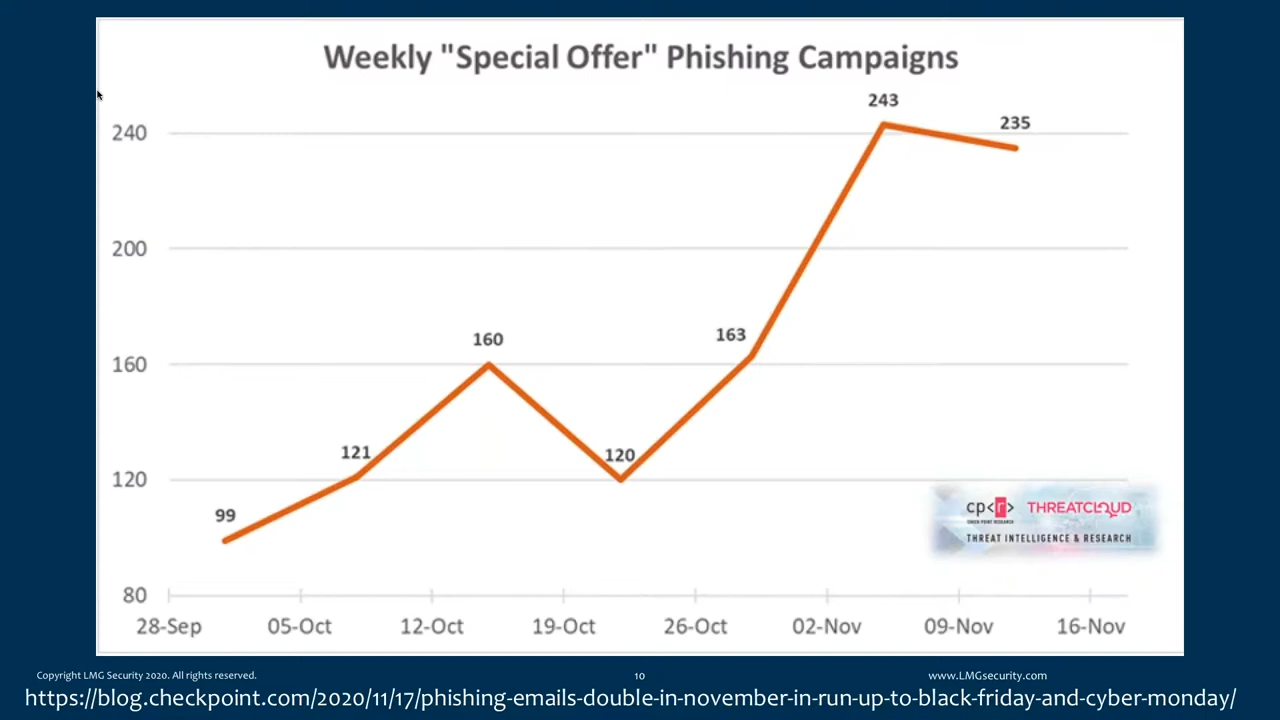 Weekly "Special Offer" Phishing Campaigns
243
235
240
200
163
160
160
121
120
120
99
cp<r> THREATCLOUD
CHECK POINT RESEARCH
THREAT INTELLIGENCE & RESEARCH
80
28-Sep 05-Oct 12-Oct 19-Oct 26-Oct 02-Nov 09-Nov 16-Nov
Copyright LMG Security 2020. All rights reserved. 10 www.LMGsecurity.com
https://blog.checkpoint.com/2020/11/17/phishing-emails-double-in-november-in-run-up-to-black-friday-and-cyber-monday/